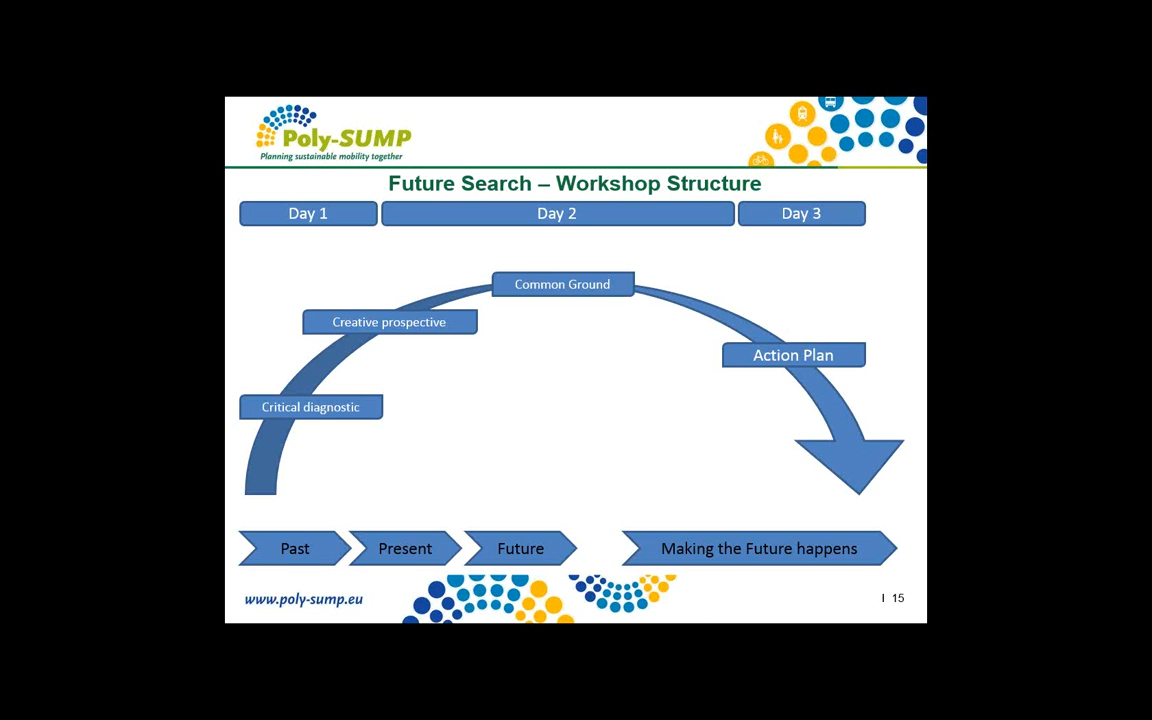 Poly-SUMP
Planning sustainable mobility together
Future Search – Workshop Structure
Day 1
Day 2
Day 3
Common Ground
Creative prospective
Action Plan
Critical diagnostic
Past
Present
Future
Making the Future happens
www.poly-sump.eu
I 15